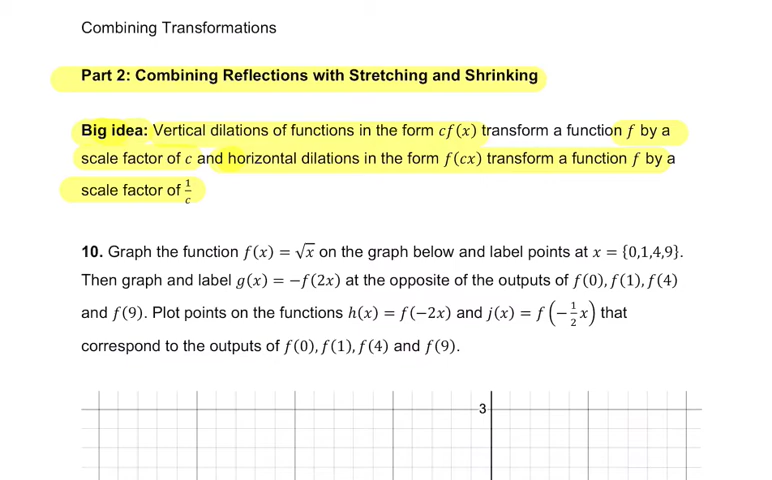 Combining Transformations
Part 2: Combining Reflections with Stretching and Shrinking
Big idea: Vertical dilations of functions in the form cf(x) transform a function f by a
scale factor of c and horizontal dilations in the form f(cx) transform a function f by a
scale factor of 1/c
10. Graph the function f(x) = √x on the graph below and label points at x = {0,1,4,9}.
Then graph and label g(x) = −f(2x) at the opposite of the outputs of f(0), f(1), f(4)
and f(9). Plot points on the functions h(x) = f(−2x) and j(x) = f(−1/2 x) that
correspond to the outputs of f(0), f(1), f(4) and f(9).
3